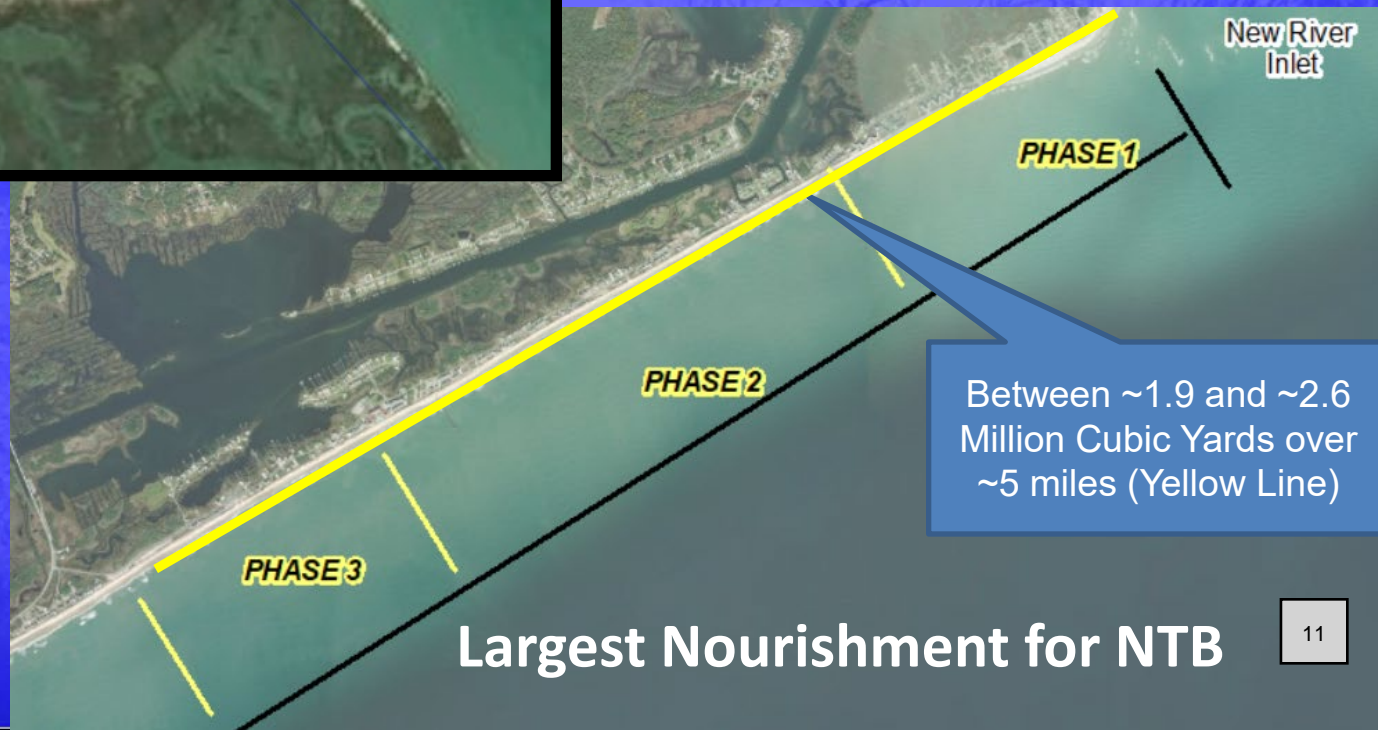 New River
Inlet
PHASE 1
PHASE 2
Between ~1.9 and ~2.6
Million Cubic Yards over
~5 miles (Yellow Line)
PHASE 3
Largest Nourishment for NTB
11